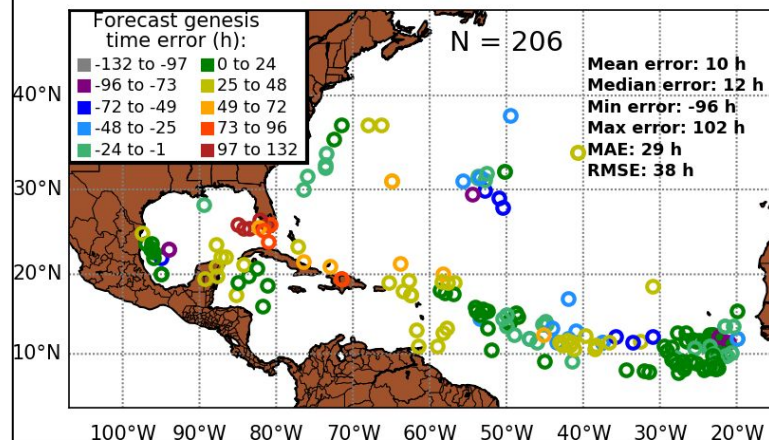 Forecast genesis
time error (h):
-132 to -97
0 to 24
-96 to -73
25 to 48
-72 to -49
49 to 72
-48 to -25
73 to 96
-24 to -1
97 to 132
N = 206
Mean error: 10 h
Median error: 12 h
Min error: -96 h
Max error: 102 h
MAE: 29 h
RMSE: 38 h
40°N
30°N
20°N
10°N
100°W 90°W 80°W 70°W 60°W 50°W 40°W 30°W 20°W